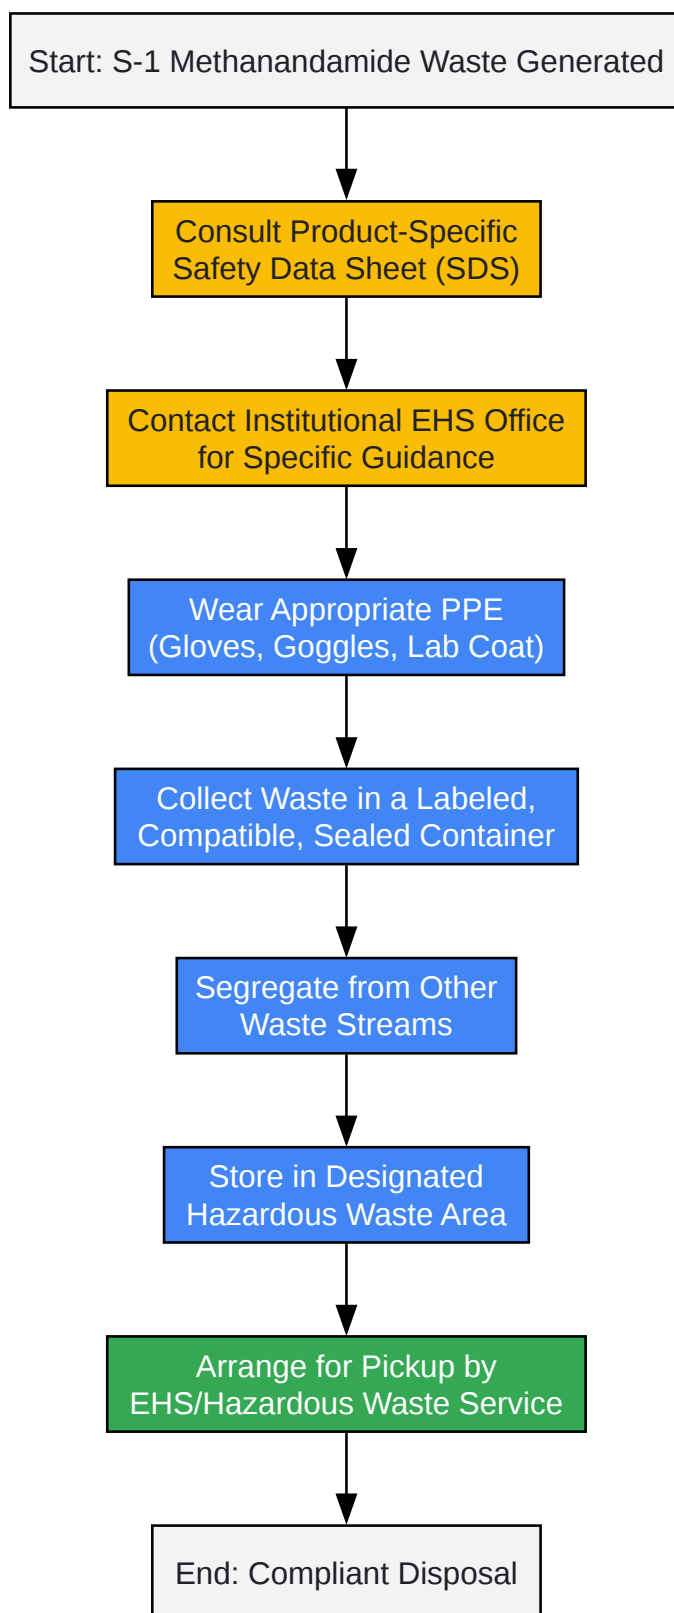 Start: S-1 Methanandamide Waste Generated
Consult Product-Specific
Safety Data Sheet (SDS)
Contact Institutional EHS Office
for Specific Guidance
Wear Appropriate PPE
(Gloves, Goggles, Lab Coat)
Collect Waste in a Labeled,
Compatible, Sealed Container
Segregate from Other
Waste Streams
Store in Designated
Hazardous Waste Area
Arrange for Pickup by
EHS/Hazardous Waste Service
End: Compliant Disposal